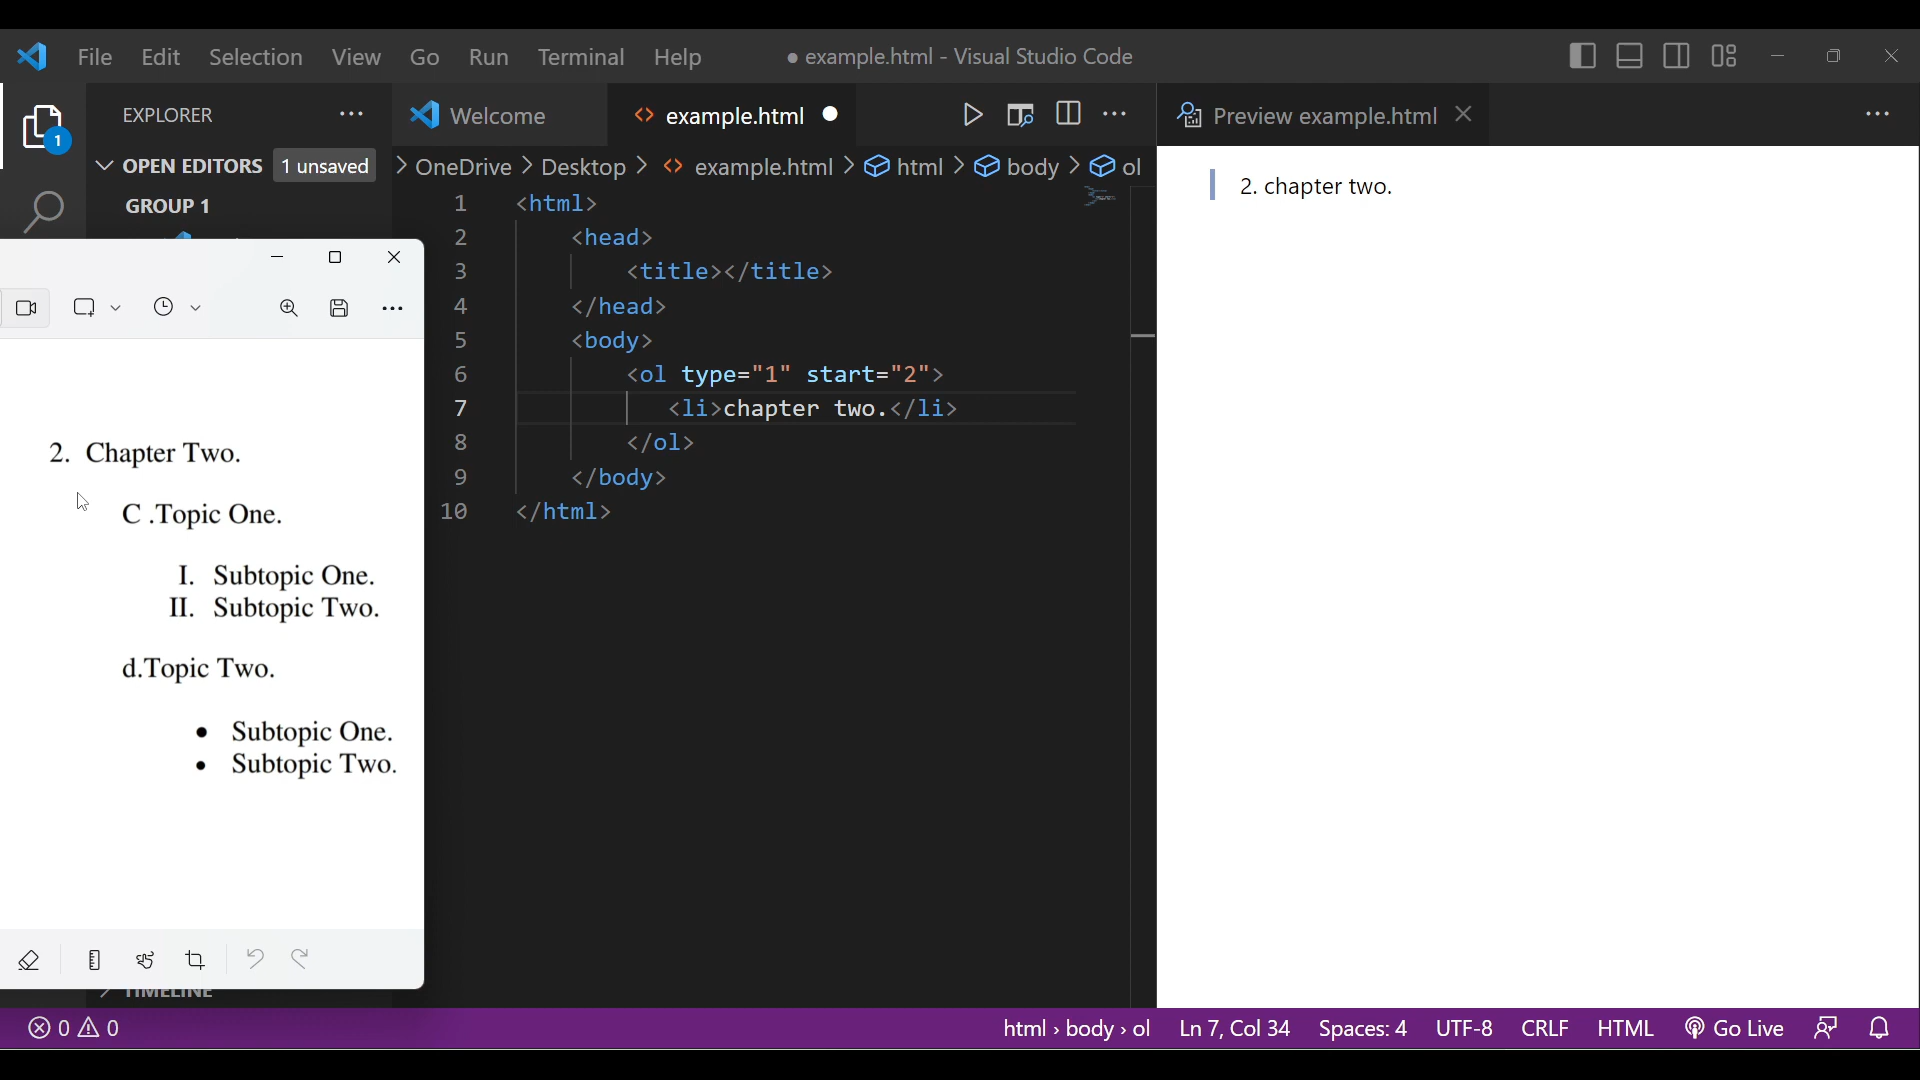 File Edit Selection View Go Run Terminal Help ● example.html - Visual Studio Code
EXPLORER ··· Welcome <> example.html ● ··· Preview example.html ···
OPEN EDITORS 1 unsaved > OneDrive > Desktop > <> example.html > html > body > ol
GROUP 1
1 <html>
2 <head>
3 <title></title>
4 </head>
5 <body>
6 <ol type="1" start="2">
7 <li>chapter two.</li>
8 </ol>
9 </body>
10 </html>
2. chapter two.
2. Chapter Two.
C .Topic One.
I. Subtopic One.
II. Subtopic Two.
d.Topic Two.
• Subtopic One.
• Subtopic Two.
TIMELINE
0 0 html › body › ol Ln 7, Col 34 Spaces: 4 UTF-8 CRLF HTML Go Live